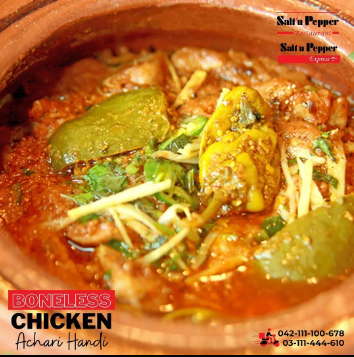 Salt'n Pepper
Restaurant
Salt'n Pepper
Express
BONELESS
CHICKEN
Achari Handi
042-111-100-678
03-111-444-610